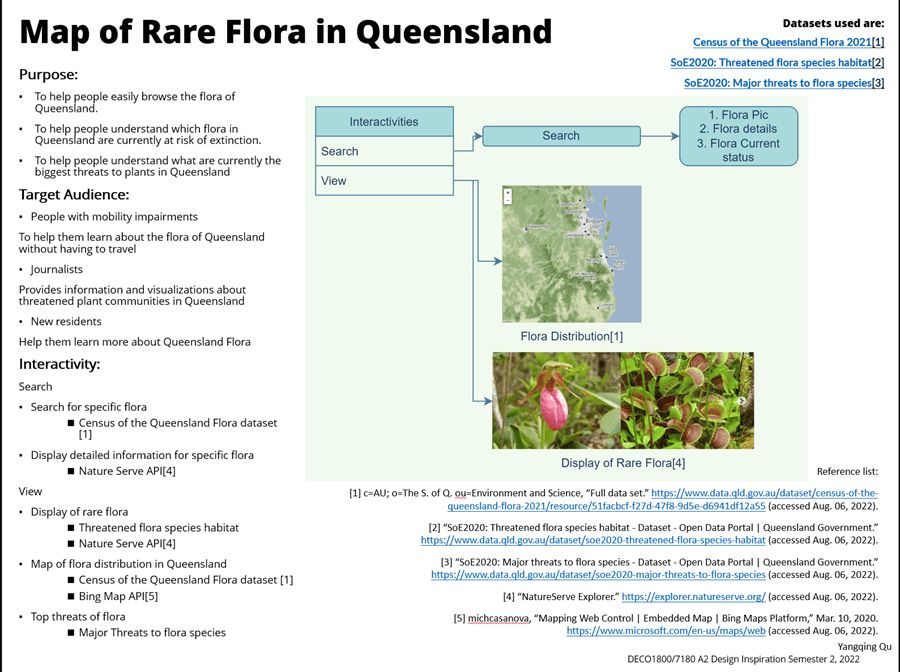 Map of Rare Flora in Queensland
Datasets used are:
Census of the Queensland Flora 2021[1]
SoE2020: Threatened flora species habitat[2]
SoE2020: Major threats to flora species[3]
Purpose:
• To help people easily browse the flora of
Queensland.
• To help people understand which flora in
Queensland are currently at risk of extinction.
• To help people understand what are currently the
biggest threats to plants in Queensland
Target Audience:
• People with mobility impairments
To help them learn about the flora of Queensland
without having to travel
• Journalists
Provides information and visualizations about
threatened plant communities in Queensland
• New residents
Help them learn more about Queensland Flora
Interactivity:
Search
• Search for specific flora
■ Census of the Queensland Flora dataset
[1]
• Display detailed information for specific flora
■ Nature Serve API[4]
View
• Display of rare flora
■ Threatened flora species habitat
■ Nature Serve API[4]
• Map of flora distribution in Queensland
■ Census of the Queensland Flora dataset [1]
■ Bing Map API[5]
• Top threats of flora
■ Major Threats to flora species
Interactivities
Search
View
Search
1. Flora Pic
2. Flora details
3. Flora Current
status
Brisbane
Flora Distribution[1]
Display of Rare Flora[4]
Reference list:
[1] c=AU; o=The S. of Q. ou=Environment and Science, “Full data set.” https://www.data.qld.gov.au/dataset/census-of-the-
queensland-flora-2021/resource/51facbcf-f27d-47f8-9d5e-d6941df12a55 (accessed Aug. 06, 2022).
[2] “SoE2020: Threatened flora species habitat - Dataset - Open Data Portal | Queensland Government.”
https://www.data.qld.gov.au/dataset/soe2020-threatened-flora-species-habitat (accessed Aug. 06, 2022).
[3] “SoE2020: Major threats to flora species - Dataset - Open Data Portal | Queensland Government.”
https://www.data.qld.gov.au/dataset/soe2020-major-threats-to-flora-species (accessed Aug. 06, 2022).
[4] “NatureServe Explorer.” https://explorer.natureserve.org/ (accessed Aug. 06, 2022).
[5] michcasanova, “Mapping Web Control | Embedded Map | Bing Maps Platform,” Mar. 10, 2020.
https://www.microsoft.com/en-us/maps/web (accessed Aug. 06, 2022).
Yangqing Qu
DECO1800/7180 A2 Design Inspiration Semester 2, 2022